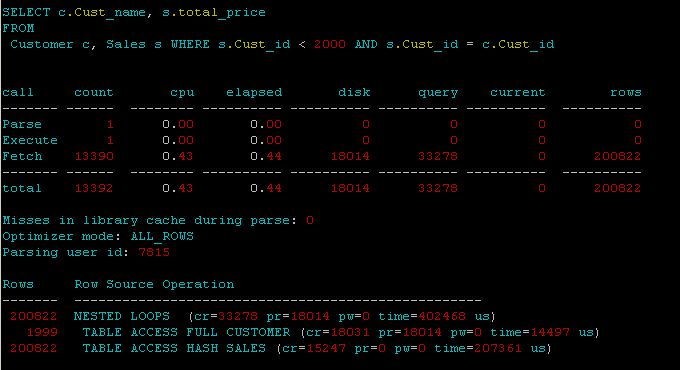 SELECT c.Cust_name, s.total_price
FROM
 Customer c, Sales s WHERE s.Cust_id < 2000 AND s.Cust_id = c.Cust_id
call     count       cpu    elapsed       disk      query    current        rows
------- ------ -------- ---------- ---------- ---------- ---------- ----------
Parse        1      0.00       0.00          0          0          0           0
Execute      1      0.00       0.00          0          0          0           0
Fetch    13390      0.43       0.44      18014      33278          0      200822
------- ------ -------- ---------- ---------- ---------- ---------- ----------
total    13392      0.43       0.44      18014      33278          0      200822
Misses in library cache during parse: 0
Optimizer mode: ALL_ROWS
Parsing user id: 7815
Rows     Row Source Operation
------- ---------------------------------------------------
 200822  NESTED LOOPS  (cr=33278 pr=18014 pw=0 time=402468 us)
   1999   TABLE ACCESS FULL CUSTOMER (cr=18031 pr=18014 pw=0 time=14497 us)
 200822   TABLE ACCESS HASH SALES (cr=15247 pr=0 pw=0 time=207361 us)